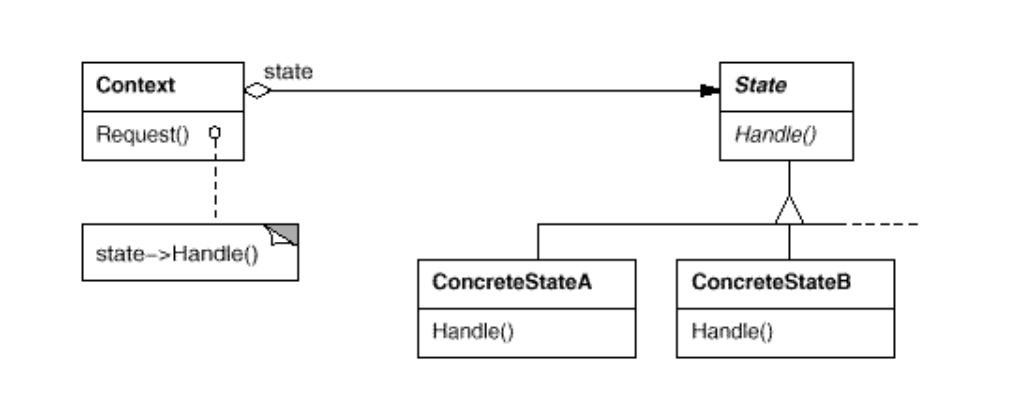 state
Context
State
Request()
Handle()
state->Handle()
ConcreteStateA
ConcreteStateB
Handle()
Handle()